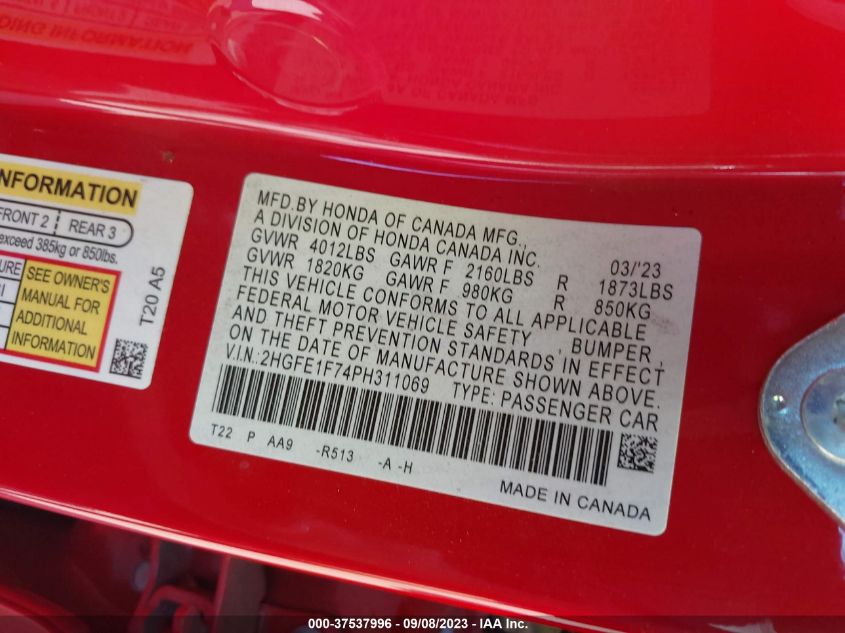 NFORMATION
FRONT 2 REAR 3
exceed 385kg or 850lbs.
SEE OWNER'S
MANUAL FOR
ADDITIONAL
INFORMATION
T20 A5
MFD.BY HONDA OF CANADA MFG.,
A DIVISION OF HONDA CANADA INC. 03/'23
GVWR 4012LBS GAWR F 2160LBS R 1873LBS
GVWR 1820KG GAWR F 980KG R 850KG
THIS VEHICLE CONFORMS TO ALL APPLICABLE
FEDERAL MOTOR VEHICLE SAFETY , BUMPER,
AND THEFT PREVENTION STANDARDS IN EFFECT
ON THE DATE OF MANUFACTURE SHOWN ABOVE.
V.I.N.:2HGFE1F74PH311069 TYPE: PASSENGER CAR
T22 P AA9 -R513 -A -H
MADE IN CANADA
000-37537996 - 09/08/2023 - IAA Inc.